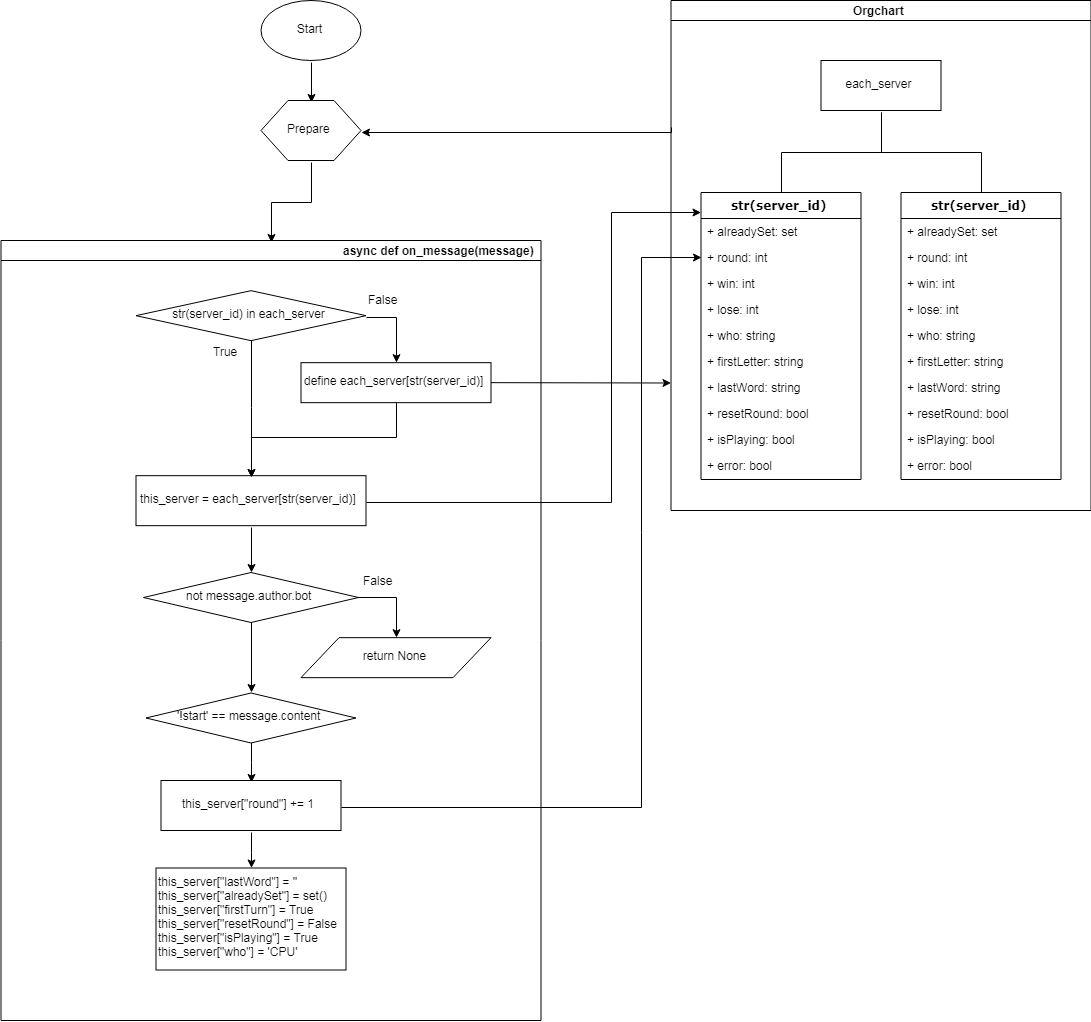 Start
Prepare
Orgchart
each_server
str(server_id)
+ alreadySet: set
+ round: int
+ win: int
+ lose: int
+ who: string
+ firstLetter: string
+ lastWord: string
+ resetRound: bool
+ isPlaying: bool
+ error: bool
str(server_id)
+ alreadySet: set
+ round: int
+ win: int
+ lose: int
+ who: string
+ firstLetter: string
+ lastWord: string
+ resetRound: bool
+ isPlaying: bool
+ error: bool
async def on_message(message)
str(server_id) in each_server
False
True
define each_server[str(server_id)]
this_server = each_server[str(server_id)]
not message.author.bot
False
return None
'!start' == message.content
this_server["round"] += 1
this_server["lastWord"] = ''
this_server["alreadySet"] = set()
this_server["firstTurn"] = True
this_server["resetRound"] = False
this_server["isPlaying"] = True
this_server["who"] = 'CPU'